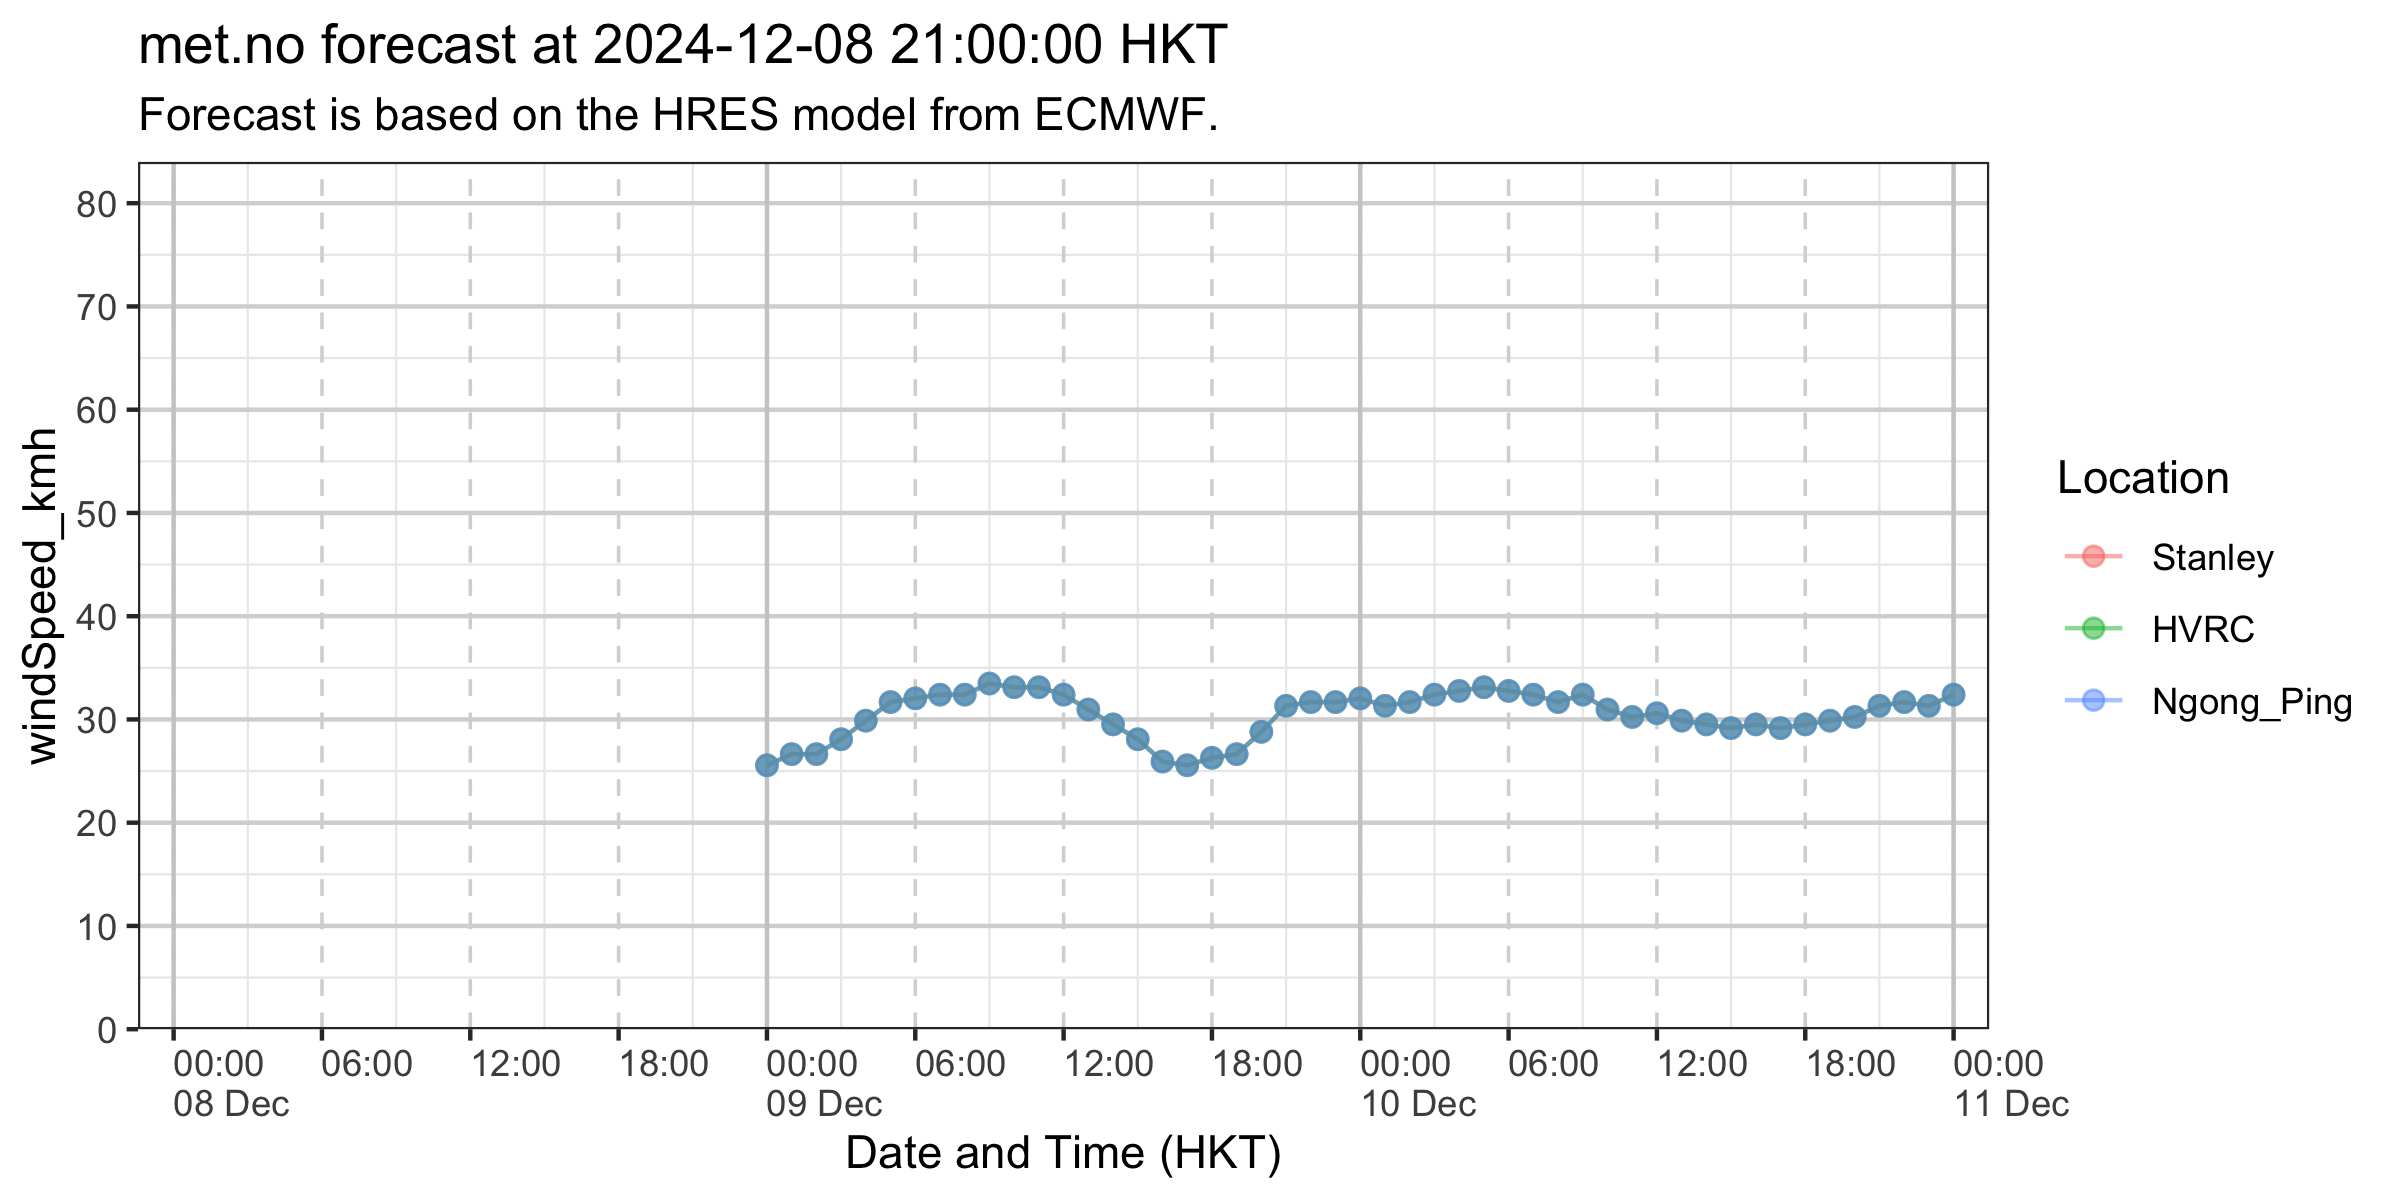 met.no forecast at 2024-12-08 21:00:00 HKT
Forecast is based on the HRES model from ECMWF.
windSpeed_kmh
80
70
60
50
40
30
20
10
0
00:00 06:00 12:00 18:00 00:00 06:00 12:00 18:00 00:00 06:00 12:00 18:00 00:00
08 Dec 09 Dec 10 Dec 11 Dec
Date and Time (HKT)
Location
Stanley
HVRC
Ngong_Ping